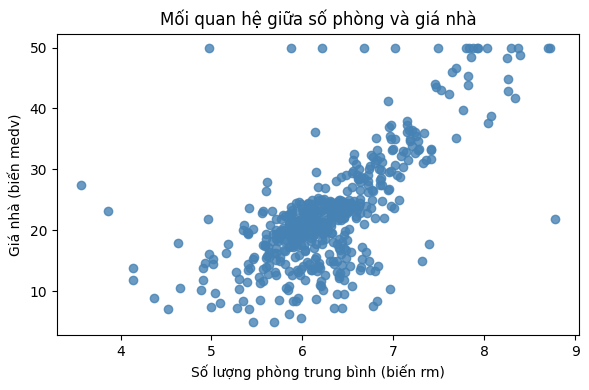 Mối quan hệ giữa số phòng và giá nhà
50
40
30
20
10
Giá nhà (biến medv)
4 5 6 7 8 9
Số lượng phòng trung bình (biến rm)